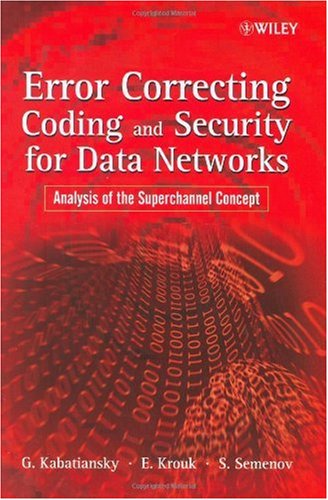 WILEY
Error Correcting
Coding and Security
for Data Networks
Analysis of the Superchannel Concept
G. Kabatiansky · E. Krouk · S. Semenov